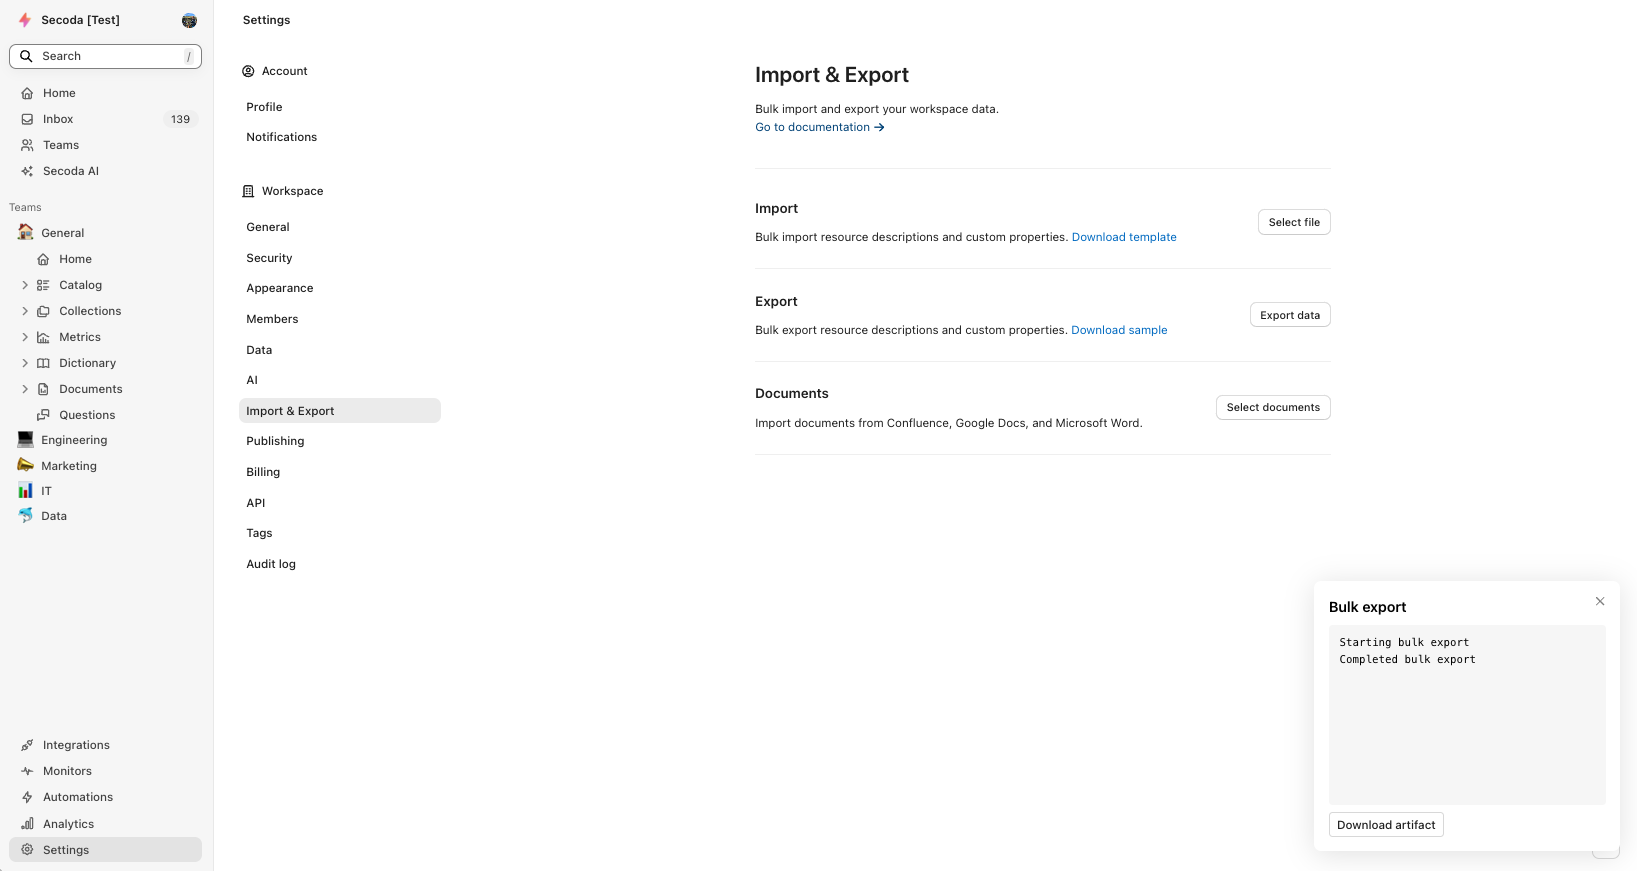 Secoda [Test]
Search /
Home
Inbox 139
Teams
Secoda AI
Teams
General
Home
Catalog
Collections
Metrics
Dictionary
Documents
Questions
Engineering
Marketing
IT
Data
Integrations
Monitors
Automations
Analytics
Settings
Settings
Account
Profile
Notifications
Workspace
General
Security
Appearance
Members
Data
AI
Import & Export
Publishing
Billing
API
Tags
Audit log
Import & Export
Bulk import and export your workspace data.
Go to documentation →
Import
Bulk import resource descriptions and custom properties. Download template
Select file
Export
Bulk export resource descriptions and custom properties. Download sample
Export data
Documents
Import documents from Confluence, Google Docs, and Microsoft Word.
Select documents
Bulk export
Starting bulk export
Completed bulk export
Download artifact